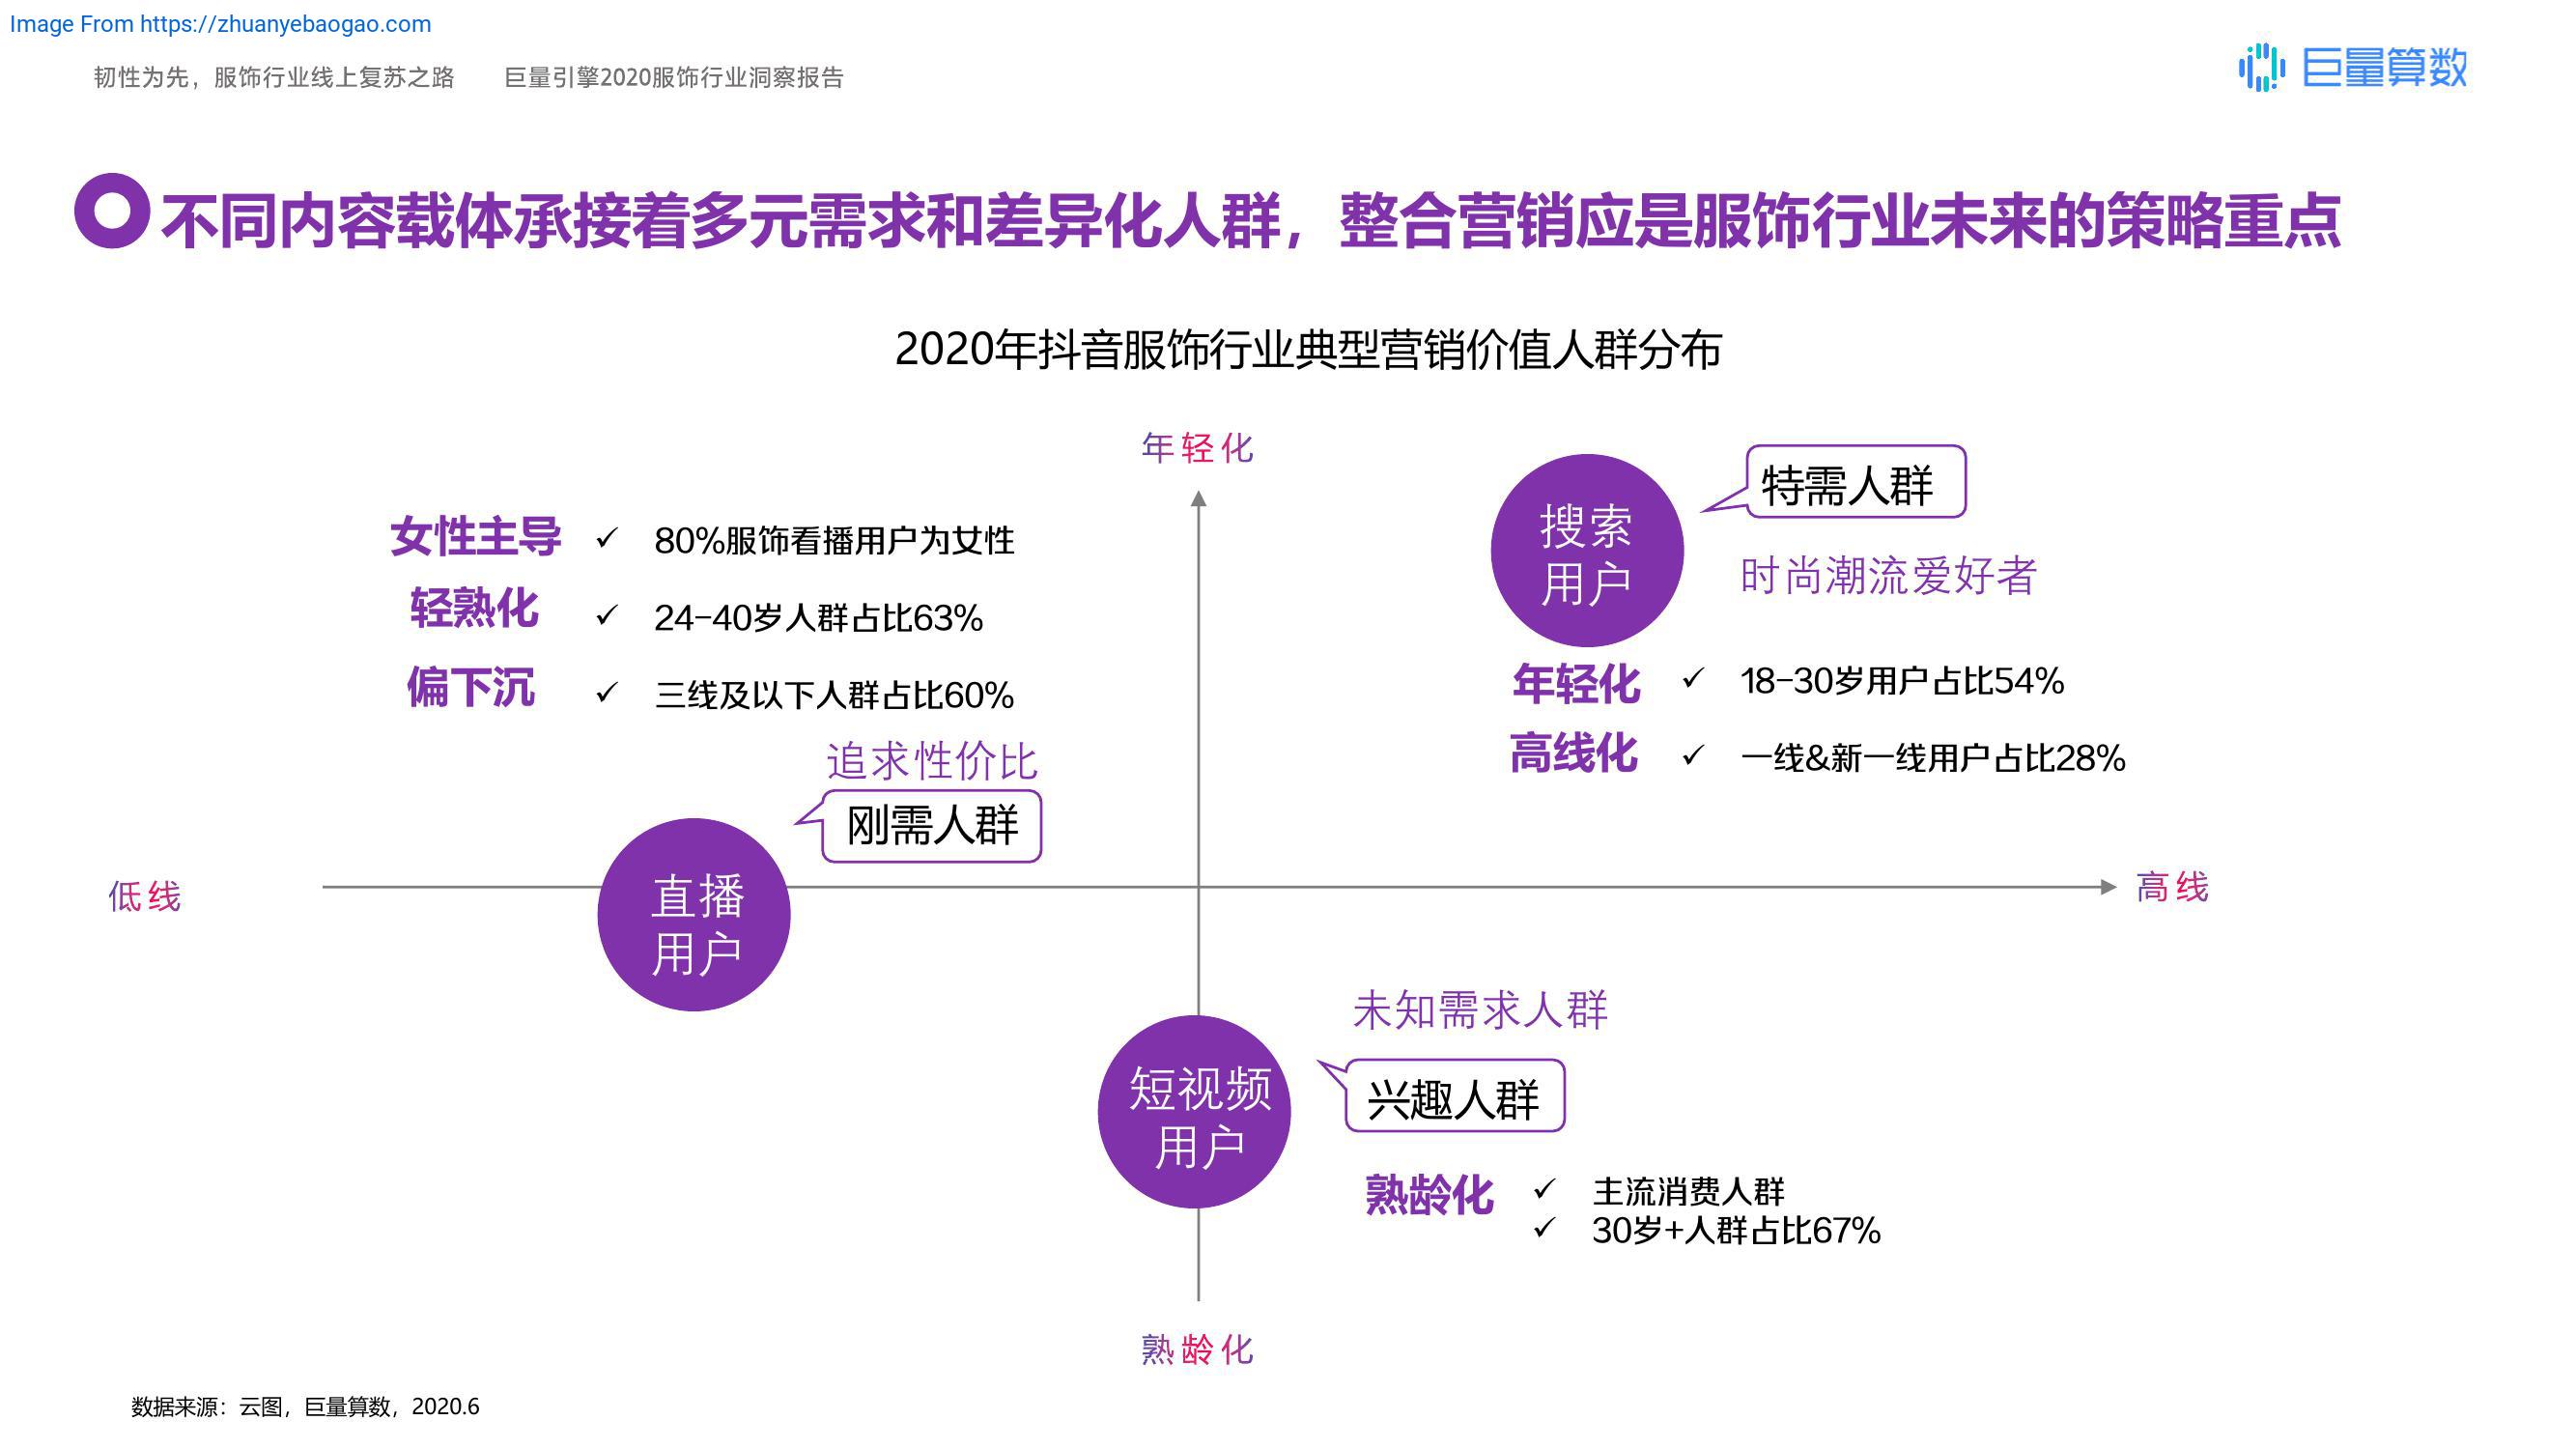 Image From https://zhuanyebaogao.com
韧性为先，服饰行业线上复苏之路 巨量引擎2020服饰行业洞察报告
巨量算数
不同内容载体承接着多元需求和差异化人群，整合营销应是服饰行业未来的策略重点
2020年抖音服饰行业典型营销价值人群分布
年轻化
女性主导 ✓ 80%服饰看播用户为女性
轻熟化 ✓ 24-40岁人群占比63%
偏下沉 ✓ 三线及以下人群占比60%
追求性价比
刚需人群
直播
用户
搜索
用户
特需人群
时尚潮流爱好者
年轻化 ✓ 18-30岁用户占比54%
高线化 ✓ 一线&新一线用户占比28%
低线
高线
短视频
用户
未知需求人群
兴趣人群
熟龄化 ✓ 主流消费人群
✓ 30岁+人群占比67%
熟龄化
数据来源：云图，巨量算数，2020.6